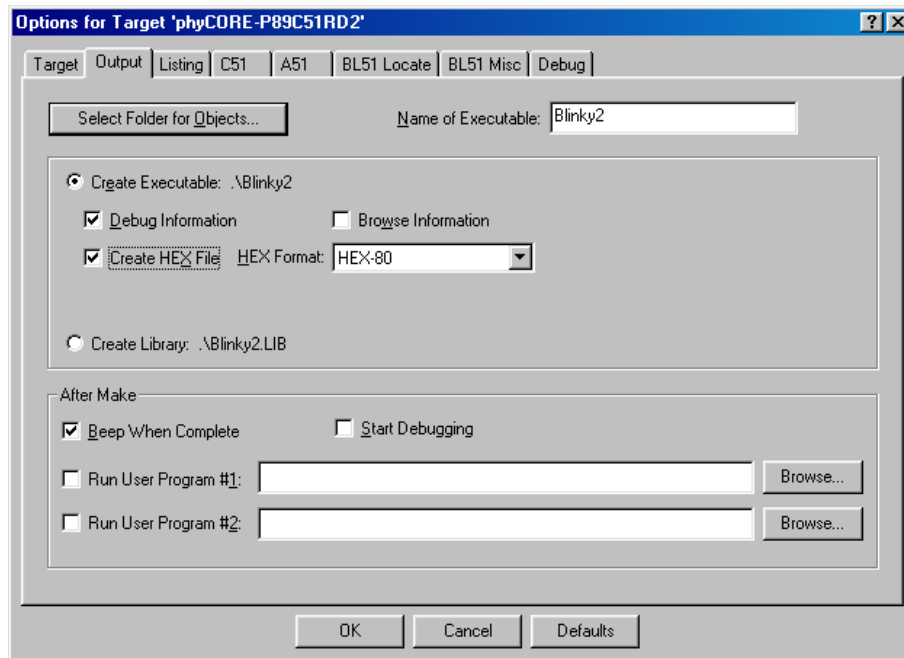 Options for Target 'phyCORE-P89C51RD2'
Target Output Listing C51 A51 BL51 Locate BL51 Misc Debug
Select Folder for Objects... Name of Executable: Blinky2
Create Executable: .\Blinky2
Debug Information Browse Information
Create HEX File HEX Format: HEX-80
Create Library: .\Blinky2.LIB
After Make
Beep When Complete Start Debugging
Run User Program #1: Browse...
Run User Program #2: Browse...
OK Cancel Defaults